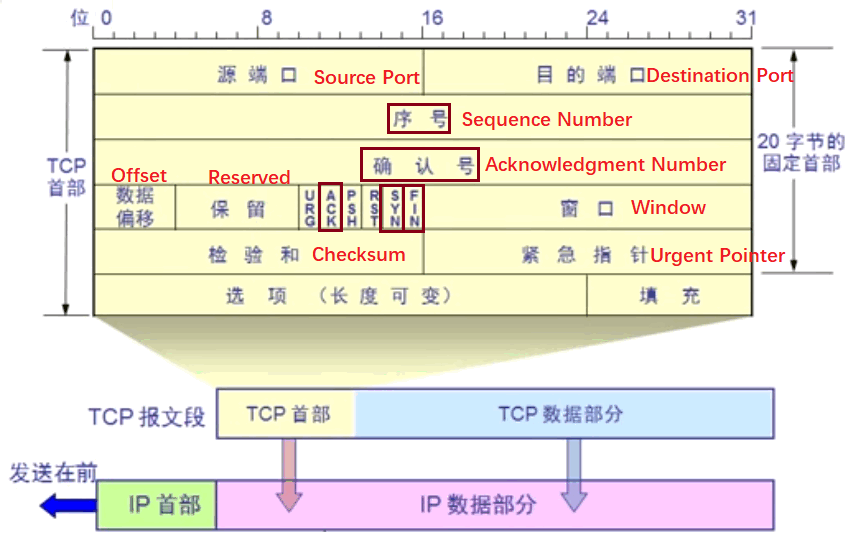 位 0 8 16 24 31
源端口 Source Port 目的端口 Destination Port
序号 Sequence Number
确认号 Acknowledgment Number
TCP
首部
20 字节的
固定首部
Offset Reserved
数据
偏移
保留
URG
ACK
PSH
RST
SYN
FIN
窗口 Window
检验和 Checksum 紧急指针 Urgent Pointer
选项 (长度可变) 填充
TCP 报文段 TCP 首部 TCP 数据部分
发送在前
IP 首部 IP 数据部分